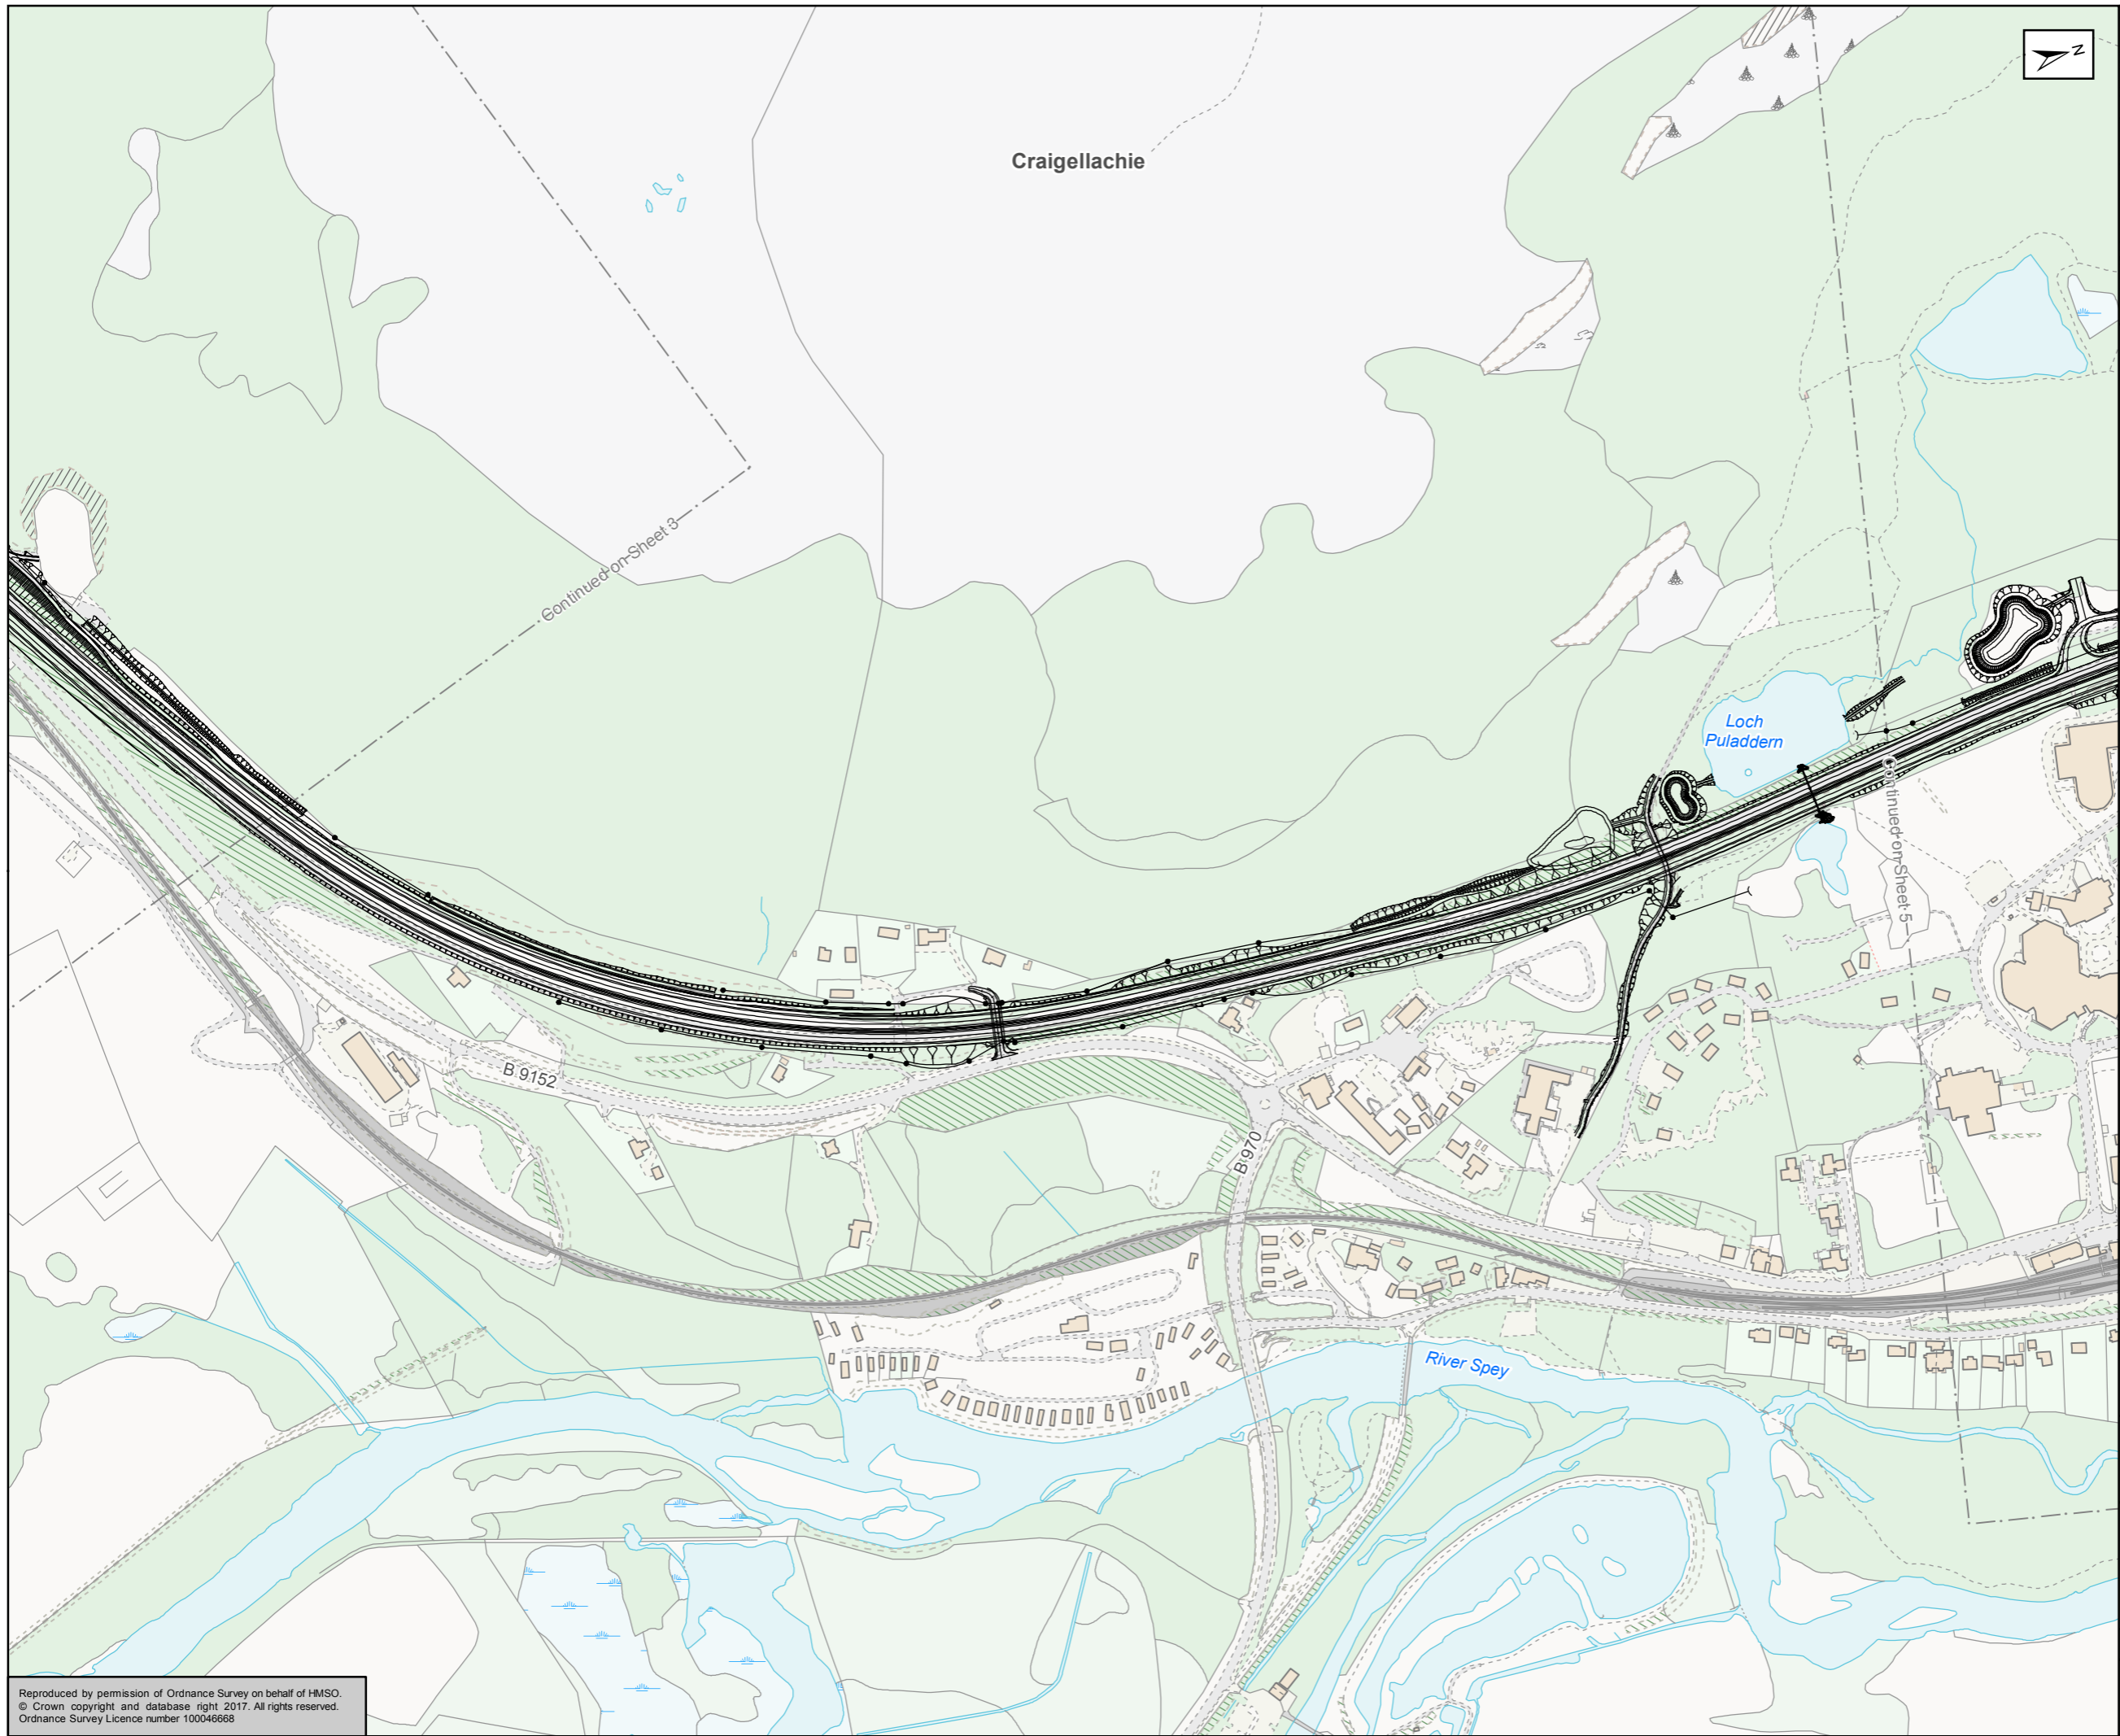 N
Craigellachie
Continued on Sheet 3
Loch
Puladdern
Continued on Sheet 5
B 9152
B 970
River Spey
Reproduced by permission of Ordnance Survey on behalf of HMSO.
© Crown copyright and database right 2017. All rights reserved.
Ordnance Survey Licence number 100046668